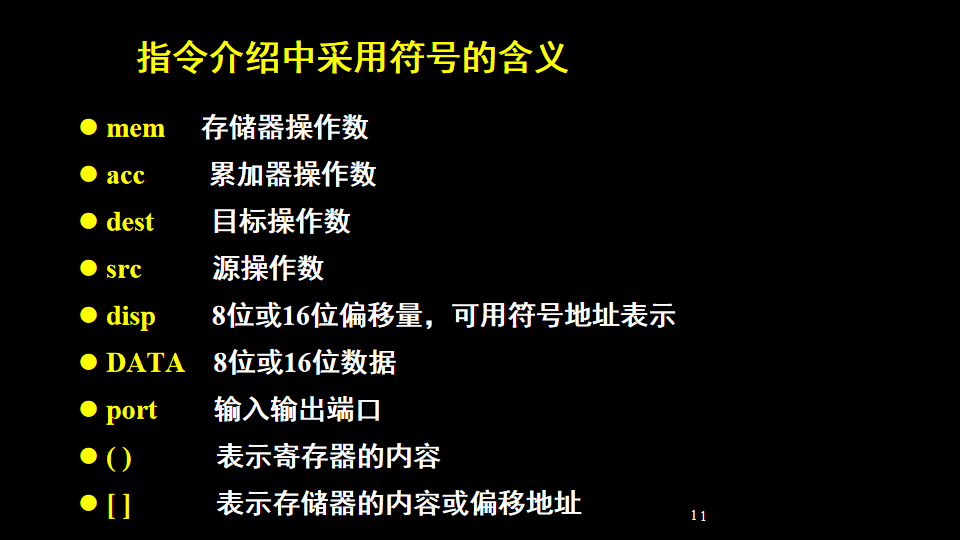 指令介绍中采用符号的含义
● mem 存储器操作数
● acc 累加器操作数
● dest 目标操作数
● src 源操作数
● disp 8位或16位偏移量，可用符号地址表示
● DATA 8位或16位数据
● port 输入输出端口
● ( ) 表示寄存器的内容
● [ ] 表示存储器的内容或偏移地址
11